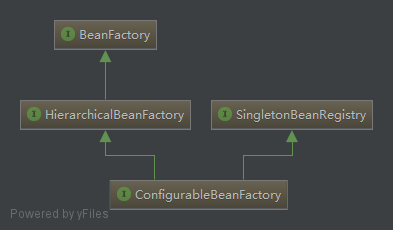 I BeanFactory
I HierarchicalBeanFactory
I SingletonBeanRegistry
I ConfigurableBeanFactory
Powered by yFiles